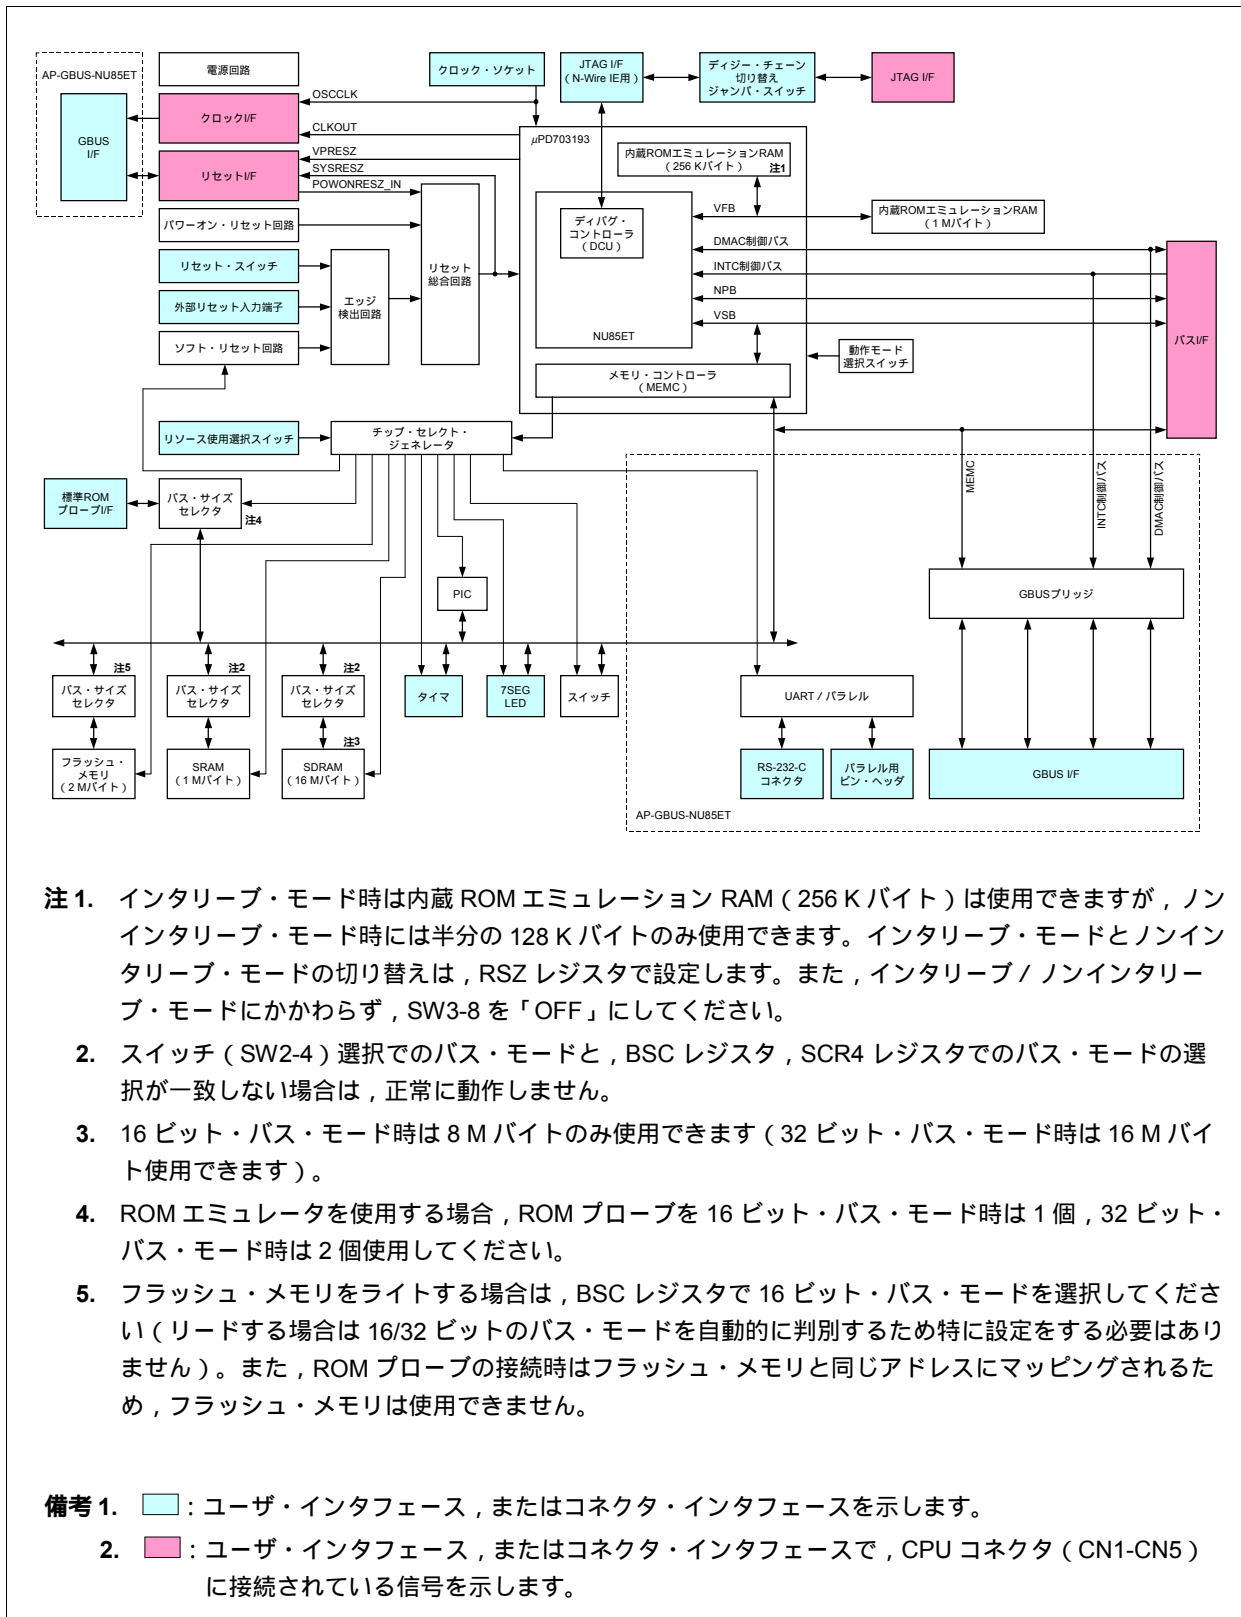 AP-GBUS-NU85ET
電源回路
クロック・ソケット
JTAG I/F
（N-Wire IE用）
ディジー・チェーン
切り替え
ジャンパ・スイッチ
JTAG I/F
GBUS
I/F
クロックI/F
リセットI/F
OSCCLK
CLKOUT
VPRESZ
SYSRESZ
POWONRESZ_IN
μPD703193
内蔵ROMエミュレーションRAM
（256 Kバイト） 注1
ディバグ・
コントローラ
（DCU）
NU85ET
VFB
DMAC制御バス
INTC制御バス
NPB
VSB
内蔵ROMエミュレーションRAM
（1 Mバイト）
パワーオン・リセット回路
リセット・スイッチ
外部リセット入力端子
ソフト・リセット回路
エッジ
検出回路
リセット
総合回路
メモリ・コントローラ
（MEMC）
動作モード
選択スイッチ
バスI/F
リソース使用選択スイッチ
チップ・セレクト・
ジェネレータ
標準ROM
プローブI/F
バス・サイズ
セレクタ
注4
MEMC
INTC制御バス
DMAC制御バス
PIC
GBUSブリッジ
注5
バス・サイズ
セレクタ
注2
バス・サイズ
セレクタ
注2
バス・サイズ
セレクタ
タイマ
7SEG
LED
スイッチ
UART / パラレル
フラッシュ・
メモリ
（2 Mバイト）
SRAM
（1 Mバイト）
注3
SDRAM
（16 Mバイト）
RS-232-C
コネクタ
パラレル用
ピン・ヘッダ
GBUS I/F
AP-GBUS-NU85ET
注 1. インタリーブ・モード時は内蔵 ROM エミュレーション RAM（256 K バイト）は使用できますが，ノン
インタリーブ・モード時には半分の 128 K バイトのみ使用できます。インタリーブ・モードとノンイン
タリーブ・モードの切り替えは，RSZ レジスタで設定します。また，インタリーブ / ノンインタリー
ブ・モードにかかわらず，SW3-8 を「OFF」にしてください。
2. スイッチ（SW2-4）選択でのバス・モードと，BSC レジスタ，SCR4 レジスタでのバス・モードの選
択が一致しない場合は，正常に動作しません。
3. 16 ビット・バス・モード時は 8 M バイトのみ使用できます（32 ビット・バス・モード時は 16 M バイ
ト使用できます）。
4. ROM エミュレータを使用する場合，ROM プローブを 16 ビット・バス・モード時は 1 個，32 ビット・
バス・モード時は 2 個使用してください。
5. フラッシュ・メモリをライトする場合は，BSC レジスタで 16 ビット・バス・モードを選択してくださ
い（リードする場合は 16/32 ビットのバス・モードを自動的に判別するため特に設定をする必要はあり
ません）。また，ROM プローブの接続時はフラッシュ・メモリと同じアドレスにマッピングされるた
め，フラッシュ・メモリは使用できません。
備考 1. ：ユーザ・インタフェース，またはコネクタ・インタフェースを示します。
2. ：ユーザ・インタフェース，またはコネクタ・インタフェースで，CPU コネクタ（CN1-CN5）
に接続されている信号を示します。